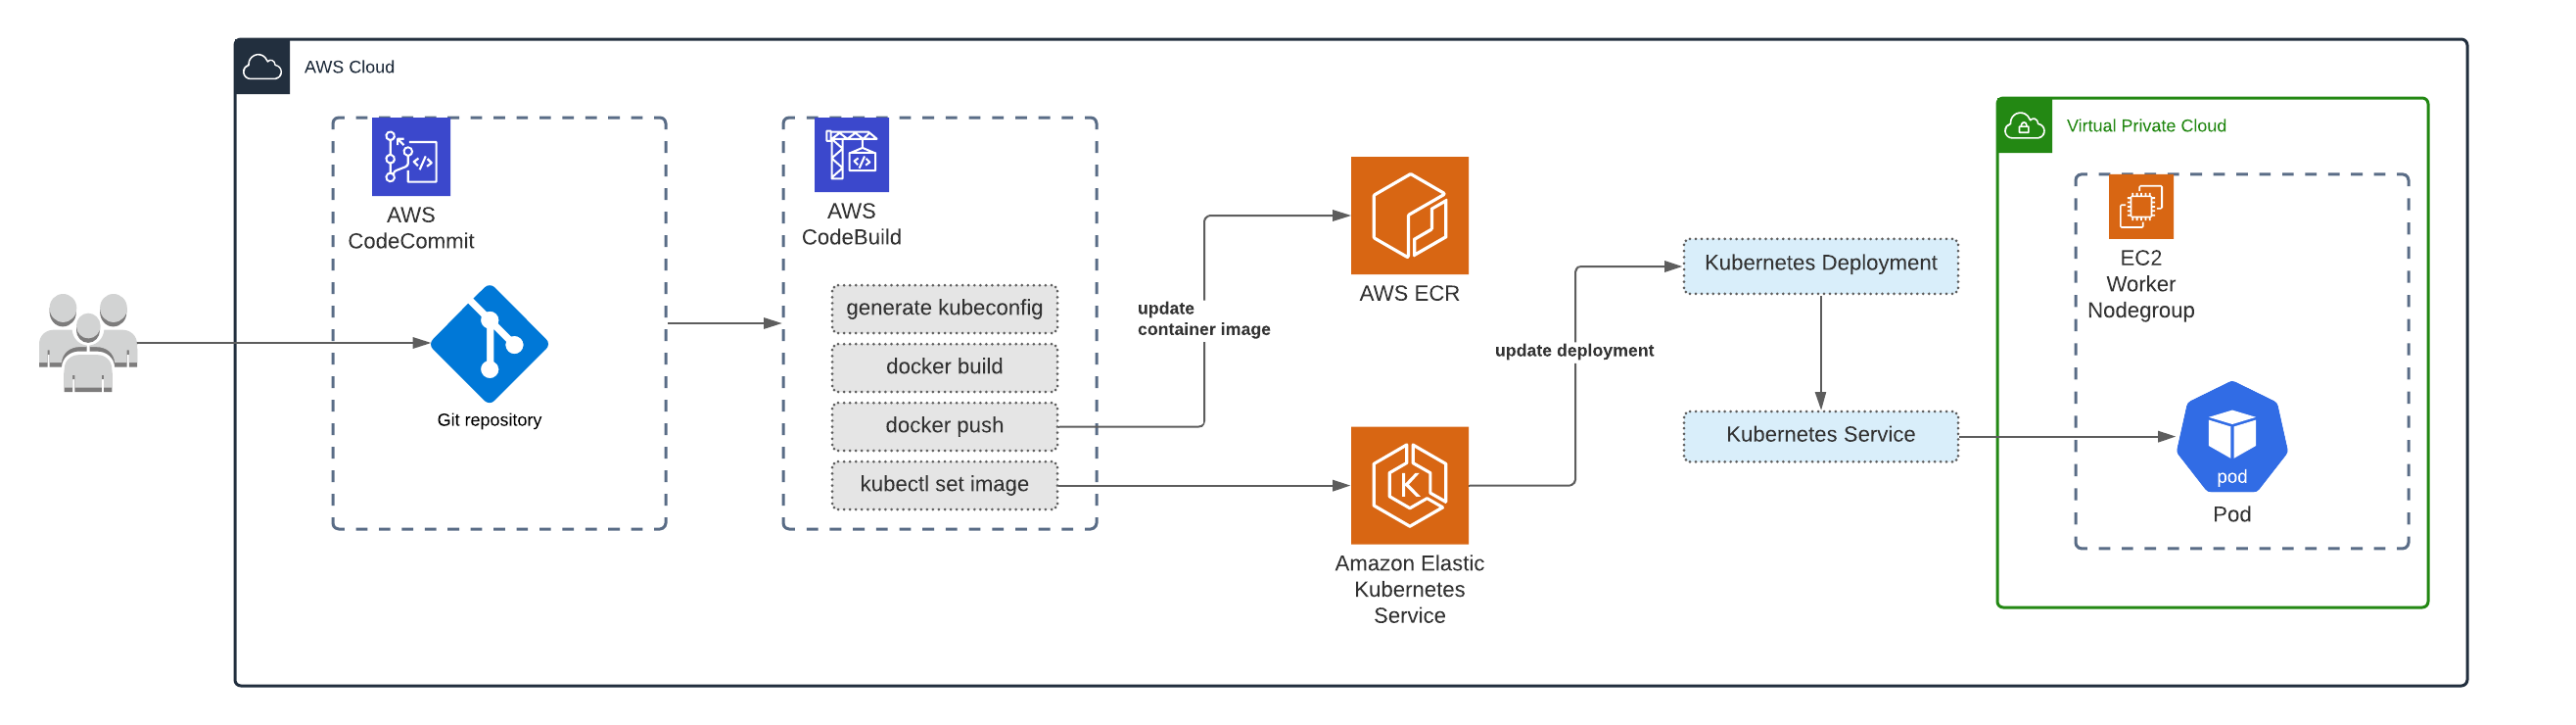 AWS Cloud
AWS
CodeCommit
Git repository
AWS
CodeBuild
generate kubeconfig
docker build
docker push
kubectl set image
update
container image
AWS ECR
K
Amazon Elastic
Kubernetes
Service
update deployment
Kubernetes Deployment
Kubernetes Service
Virtual Private Cloud
EC2
Worker
Nodegroup
pod
Pod